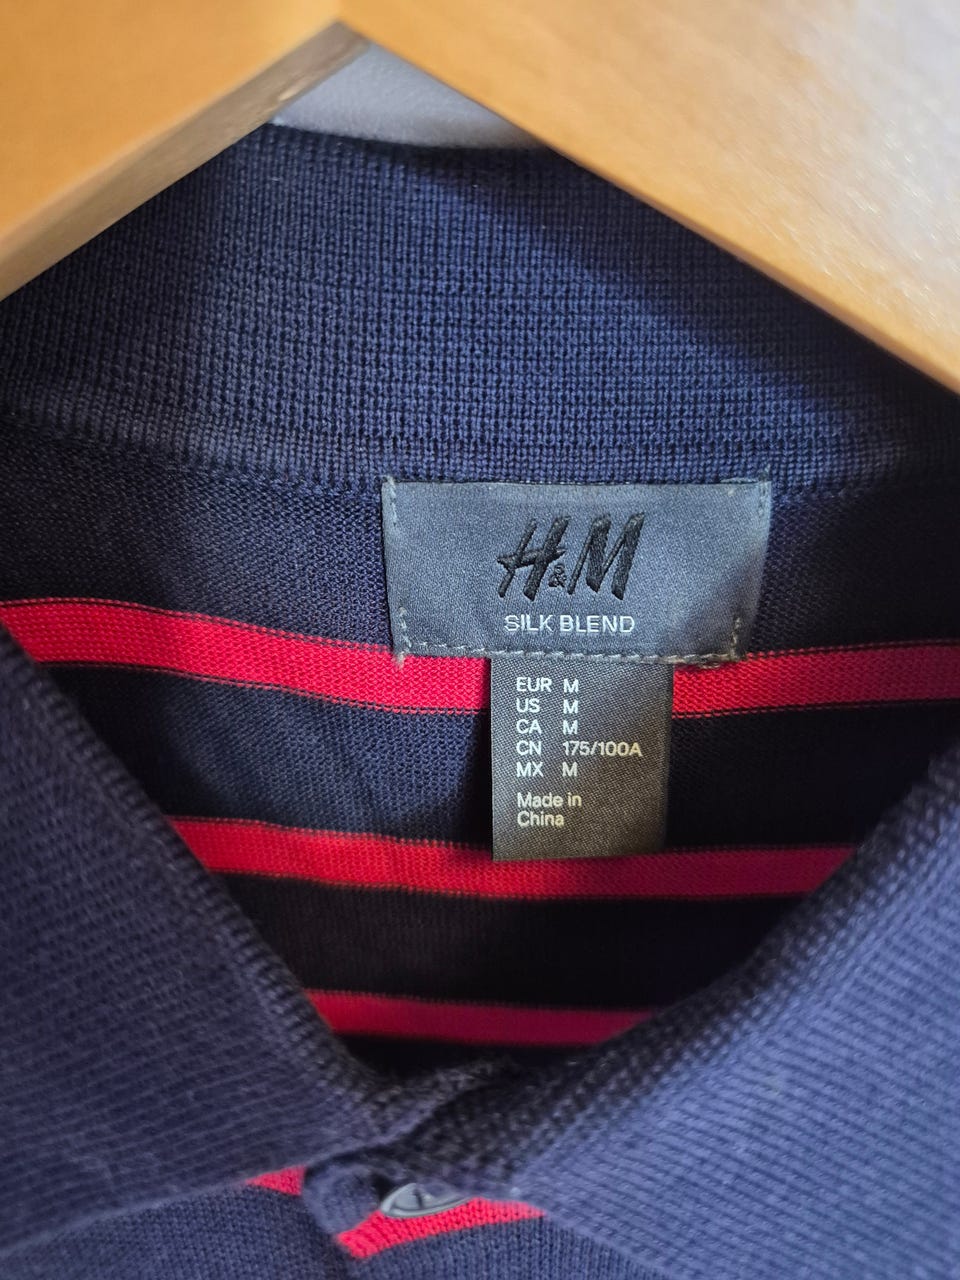 H&M
SILK BLEND
EUR M
US M
CA M
CN 175/100A
MX M
Made in
China